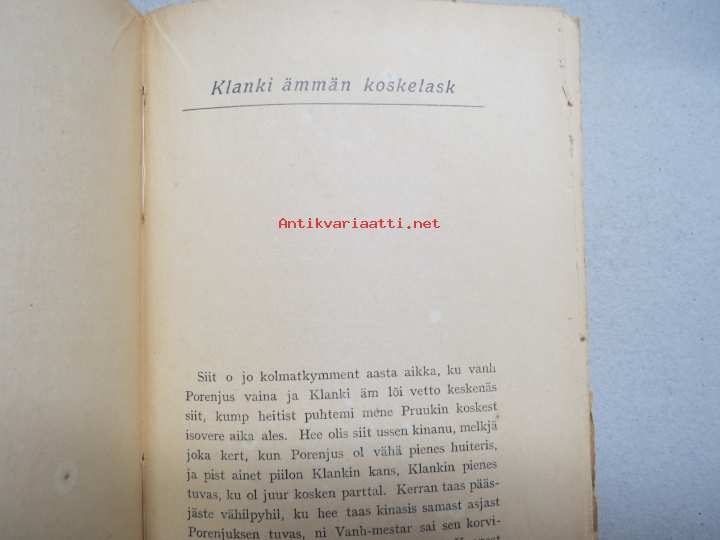 Klanki ämmän koskelask
Antikvariaatti.net
Siit o jo kolmatkymment aasta aikka, ku vanh
Porenjus vaina ja Klanki äm löi vetto keskenäs
siit, kump heitist puhtemi mene Pruukin koskest
isovere aika ales. Hee olis siit ussen kinanu, melkjä
joka kert, kun Porenjus ol vähä pienes huiteris,
ja pist ainet piilon Klankin kans, Klankin pienes
tuvas, ku ol juur kosken parttal. Kerran taas pääs-
jäste vähilpyhil, ku hee taas kinasis samast asjast
Porenjuksen tuvas, ni Vanh-mestar sai sen korvi-